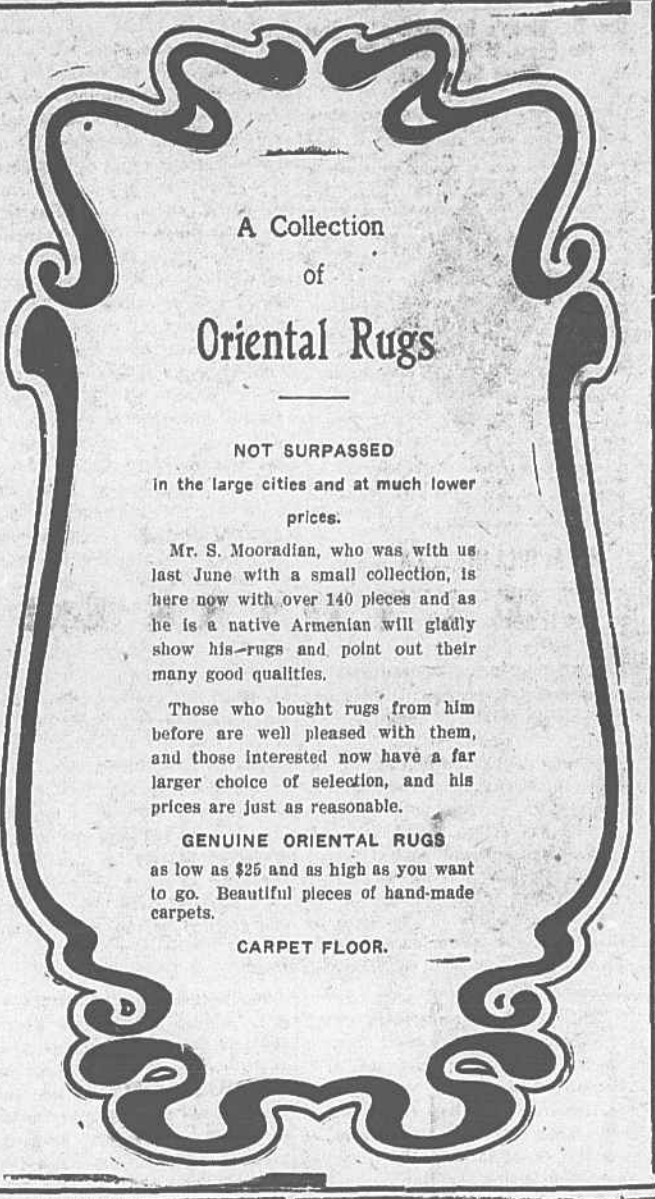 A Collection
of
Oriental Rugs
NOT SURPASSED
in the large cities and at much lower
prices.
Mr. S. Mooradian, who was with us
last June with a small collection, is
here now with over 140 pieces and as
he is a native Armenian will gladly
show his—rugs and point out their
many good qualities.
Those who bought rugs from him
before are well pleased with them,
and those interested now have a far
larger choice of selection, and his
prices are just as reasonable.
GENUINE ORIENTAL RUGS
as low as $25 and as high as you want
to go. Beautiful pieces of hand-made
carpets.
CARPET FLOOR.